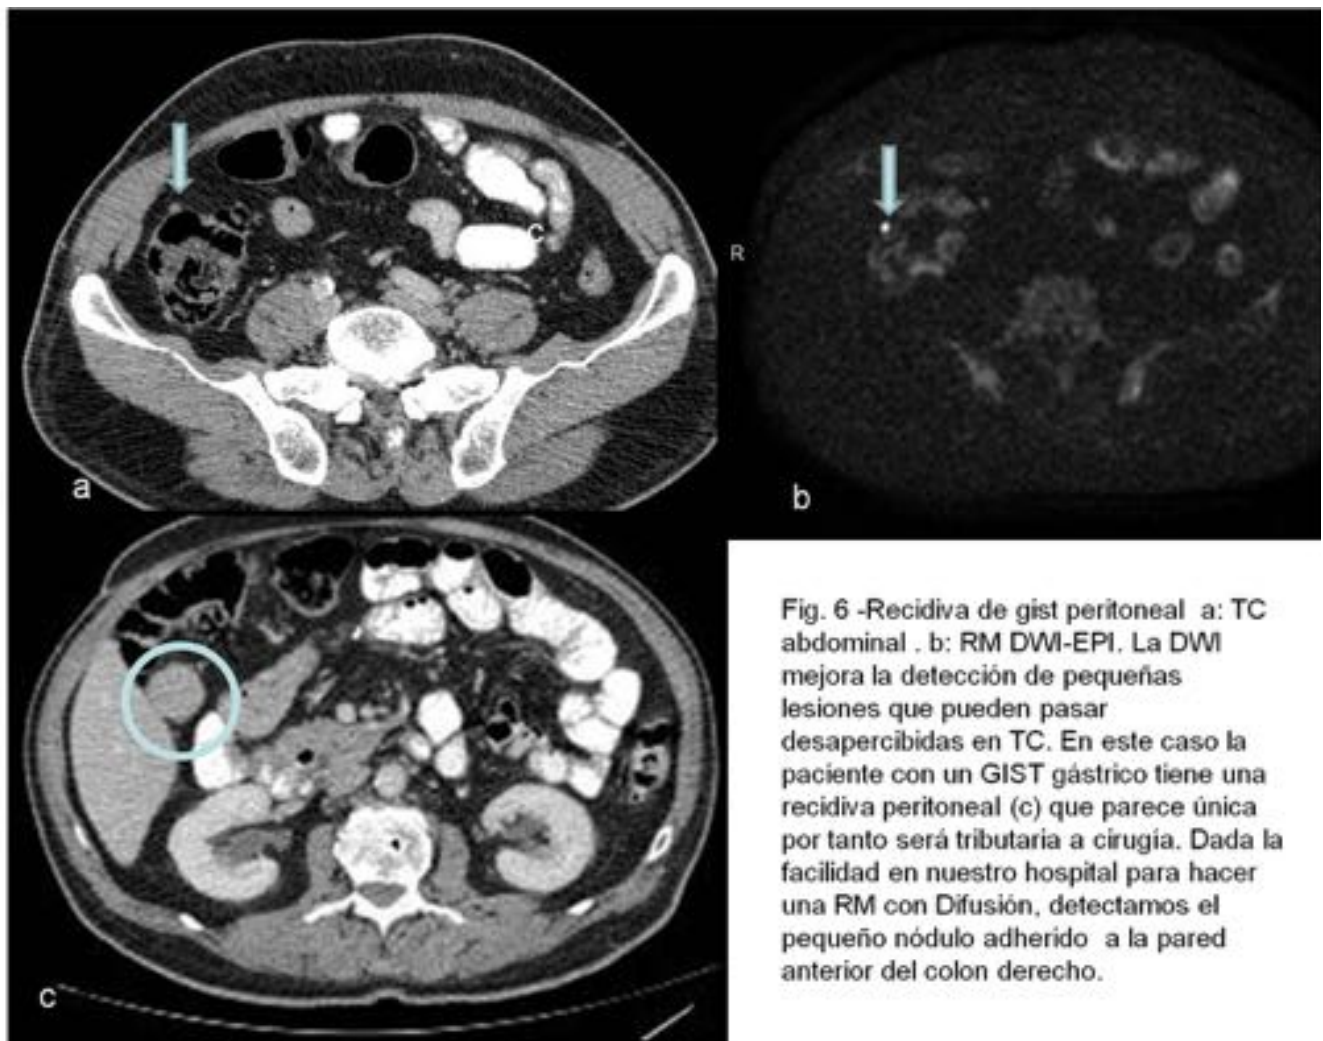 C
R
a
b
c
Fig. 6 -Recidiva de gist peritoneal a: TC
abdominal . b: RM DWI-EPI. La DWI
mejora la detección de pequeñas
lesiones que pueden pasar
desapercibidas en TC. En este caso la
paciente con un GIST gástrico tiene una
recidiva peritoneal (c) que parece única
por tanto será tributaria a cirugía. Dada la
facilidad en nuestro hospital para hacer
una RM con Difusión, detectamos el
pequeño nódulo adherido a la pared
anterior del colon derecho.